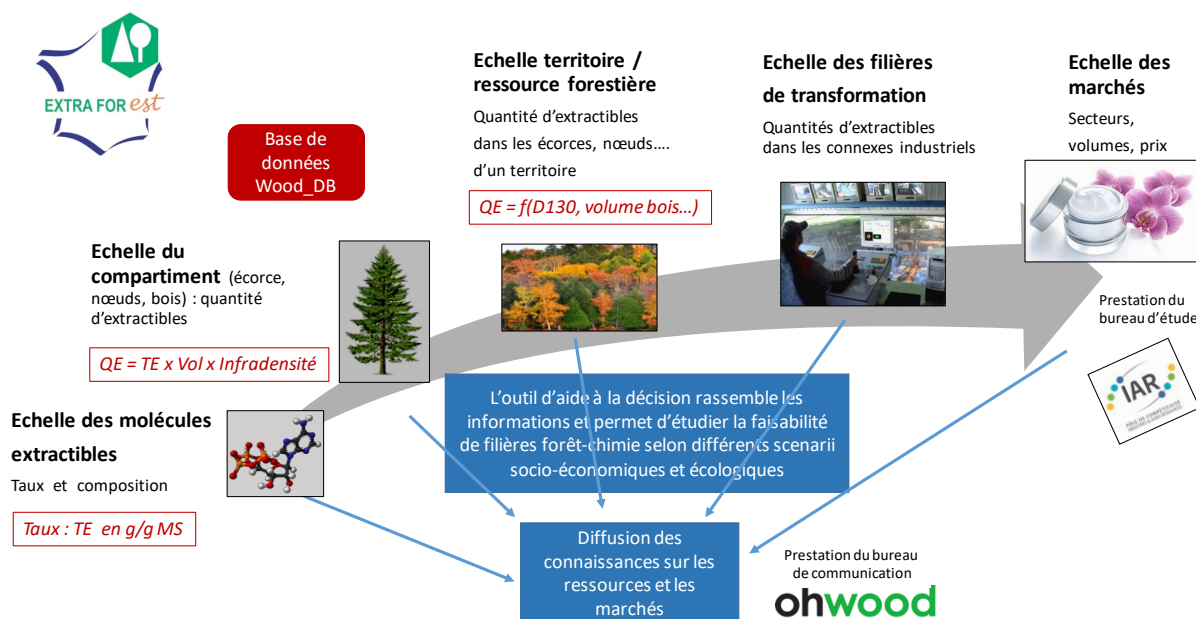 EXTRA FOR est
Base de
données
Wood_DB
Echelle territoire /
ressource forestière
Quantité d'extractibles
dans les écorces, nœuds….
d'un territoire
QE = f(D130, volume bois…)
Echelle des filières
de transformation
Quantités d'extractibles
dans les connexes industriels
Echelle des
marchés
Secteurs,
volumes, prix
Echelle du
compartiment (écorce,
nœuds, bois) : quantité
d'extractibles
QE = TE x Vol x Infradensité
Prestation du
bureau d'étude
IAR
PÔLE DE COMPÉTITIVITÉ
L'outil d'aide à la décision rassemble les
informations et permet d'étudier la faisabilité
de filières forêt-chimie selon différents scenarii
socio-économiques et écologiques
Echelle des molécules
extractibles
Taux et composition
Taux : TE en g/g MS
Diffusion des
connaissances sur les
ressources et les
marchés
Prestation du bureau
de communication
ohwood